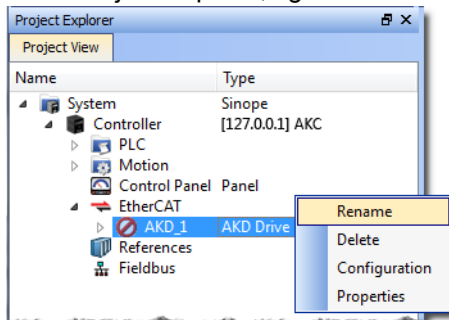 Project Explorer
Project View
Name Type
System Sinope
Controller [127.0.0.1] AKC
PLC
Motion
Control Panel Panel
EtherCAT
AKD_1 AKD Drive
References
Fieldbus
Rename
Delete
Configuration
Properties